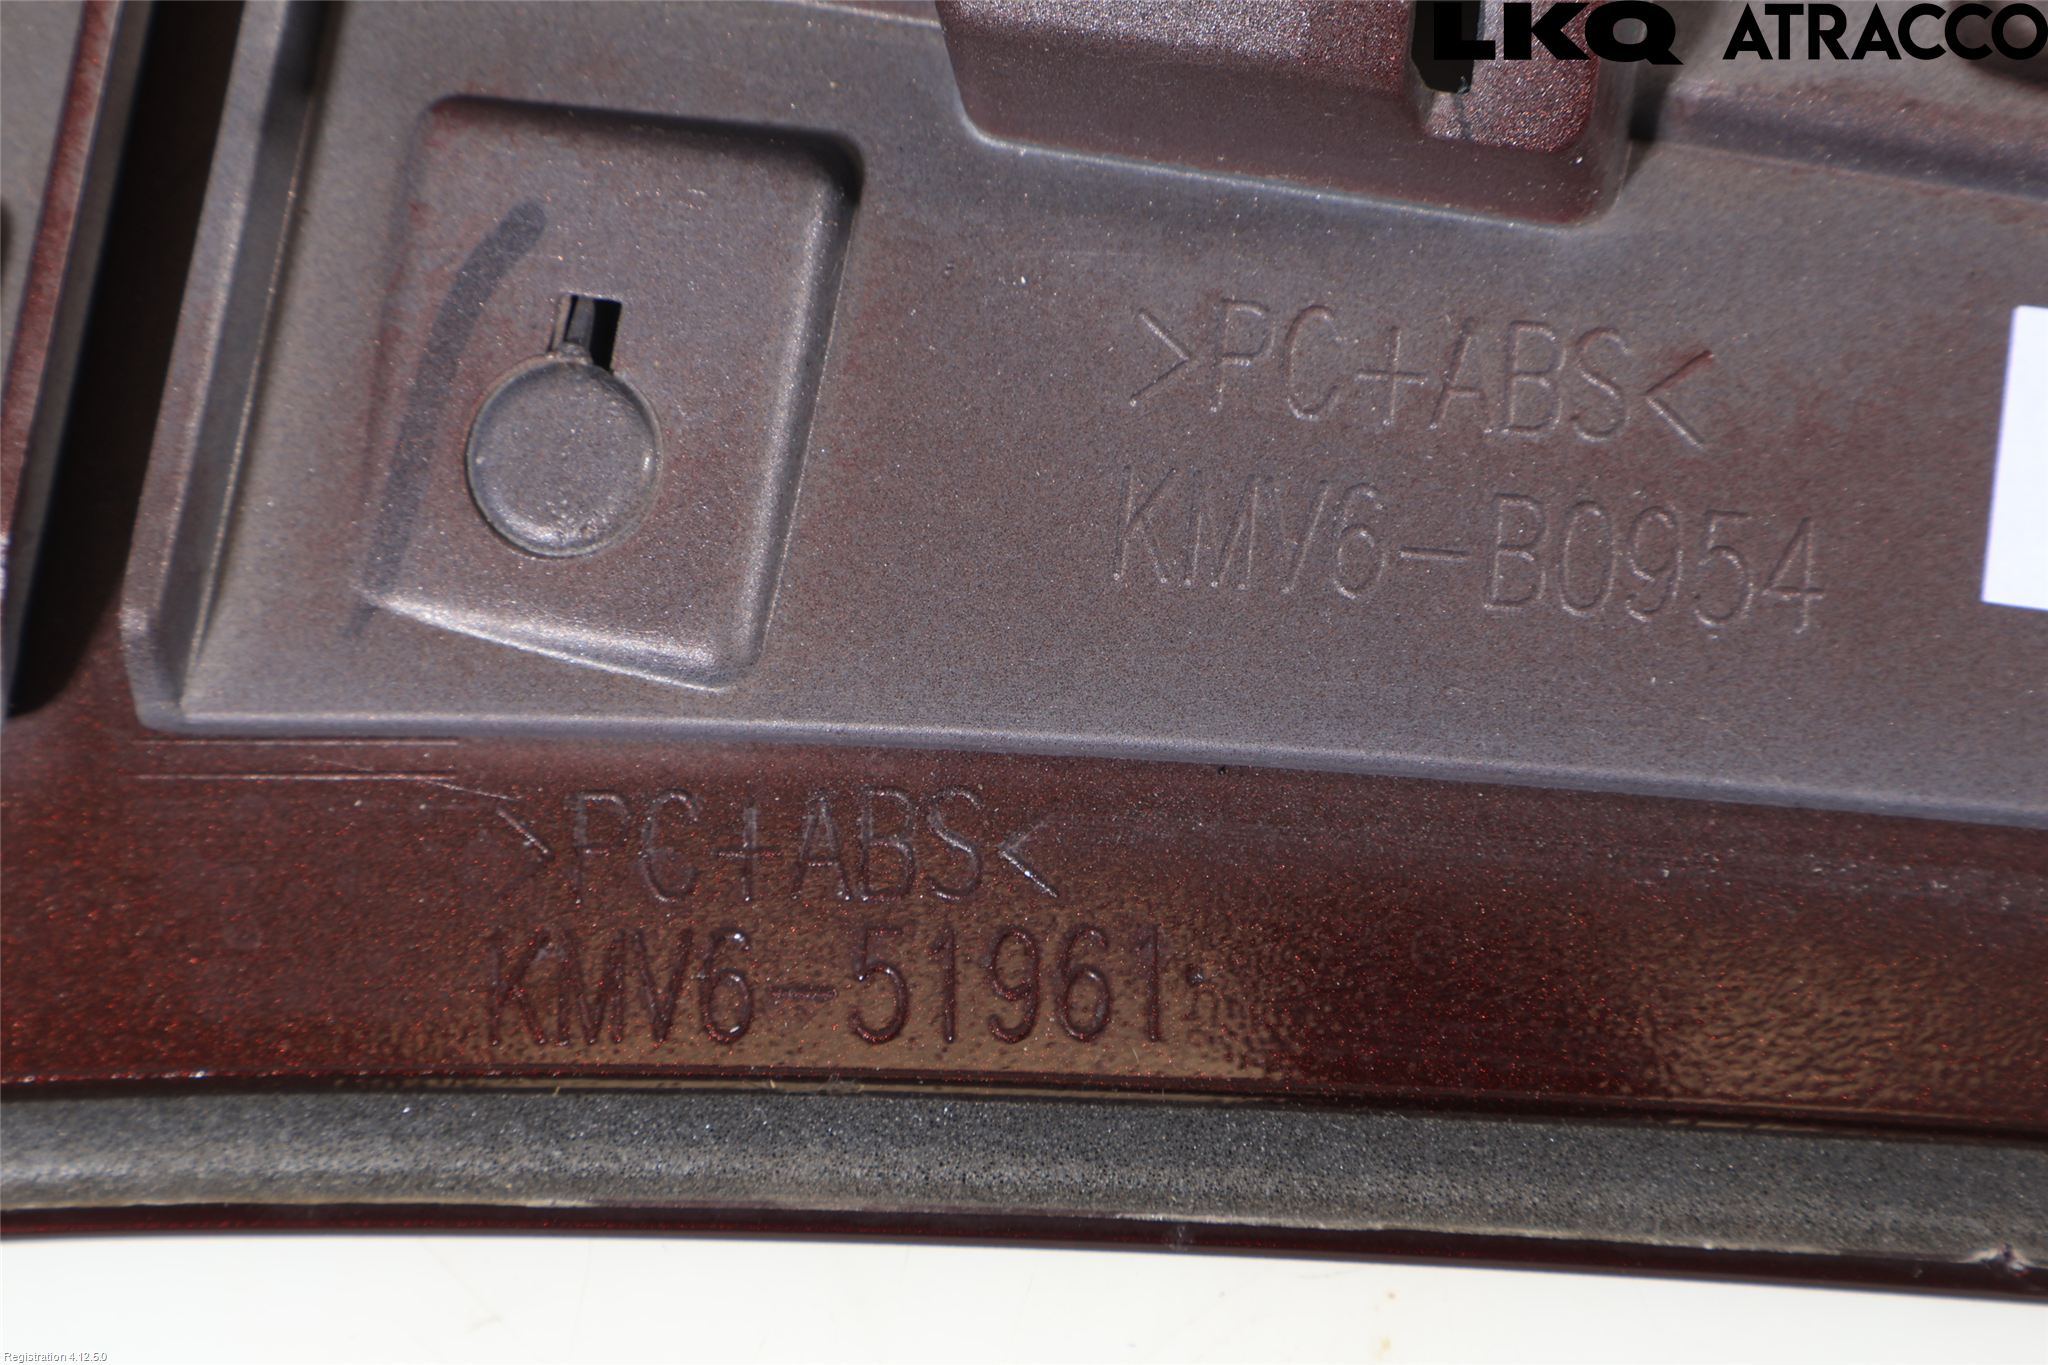 LKQ ATRACCO
>PC+ABS<
KMV6-B0954
>PC+ABS<
KMV6-51961
Registration 4.12.5.0